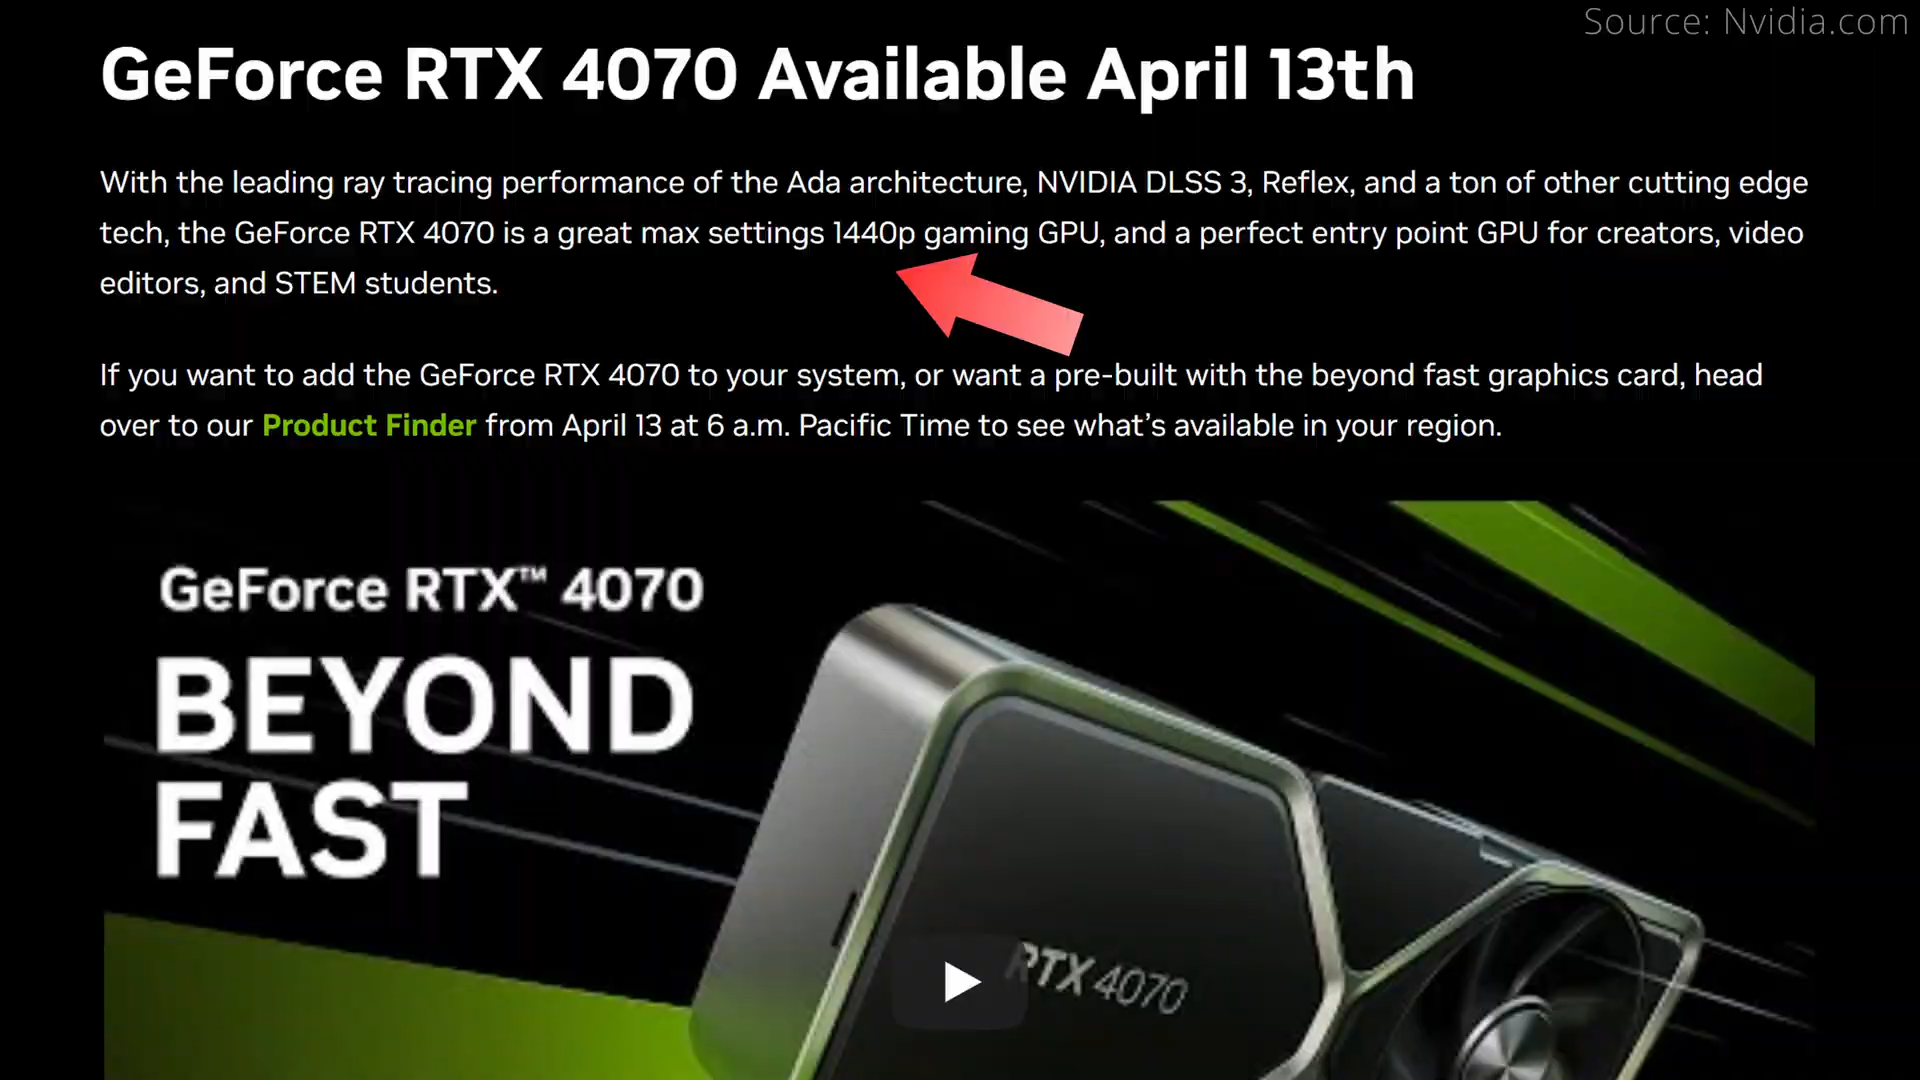 Source: Nvidia.com
GeForce RTX 4070 Available April 13th
With the leading ray tracing performance of the Ada architecture, NVIDIA DLSS 3, Reflex, and a ton of other cutting edge
tech, the GeForce RTX 4070 is a great max settings 1440p gaming GPU, and a perfect entry point GPU for creators, video
editors, and STEM students.
If you want to add the GeForce RTX 4070 to your system, or want a pre-built with the beyond fast graphics card, head
over to our Product Finder from April 13 at 6 a.m. Pacific Time to see what’s available in your region.
GeForce RTX™ 4070
BEYOND
FAST
RTX 4070